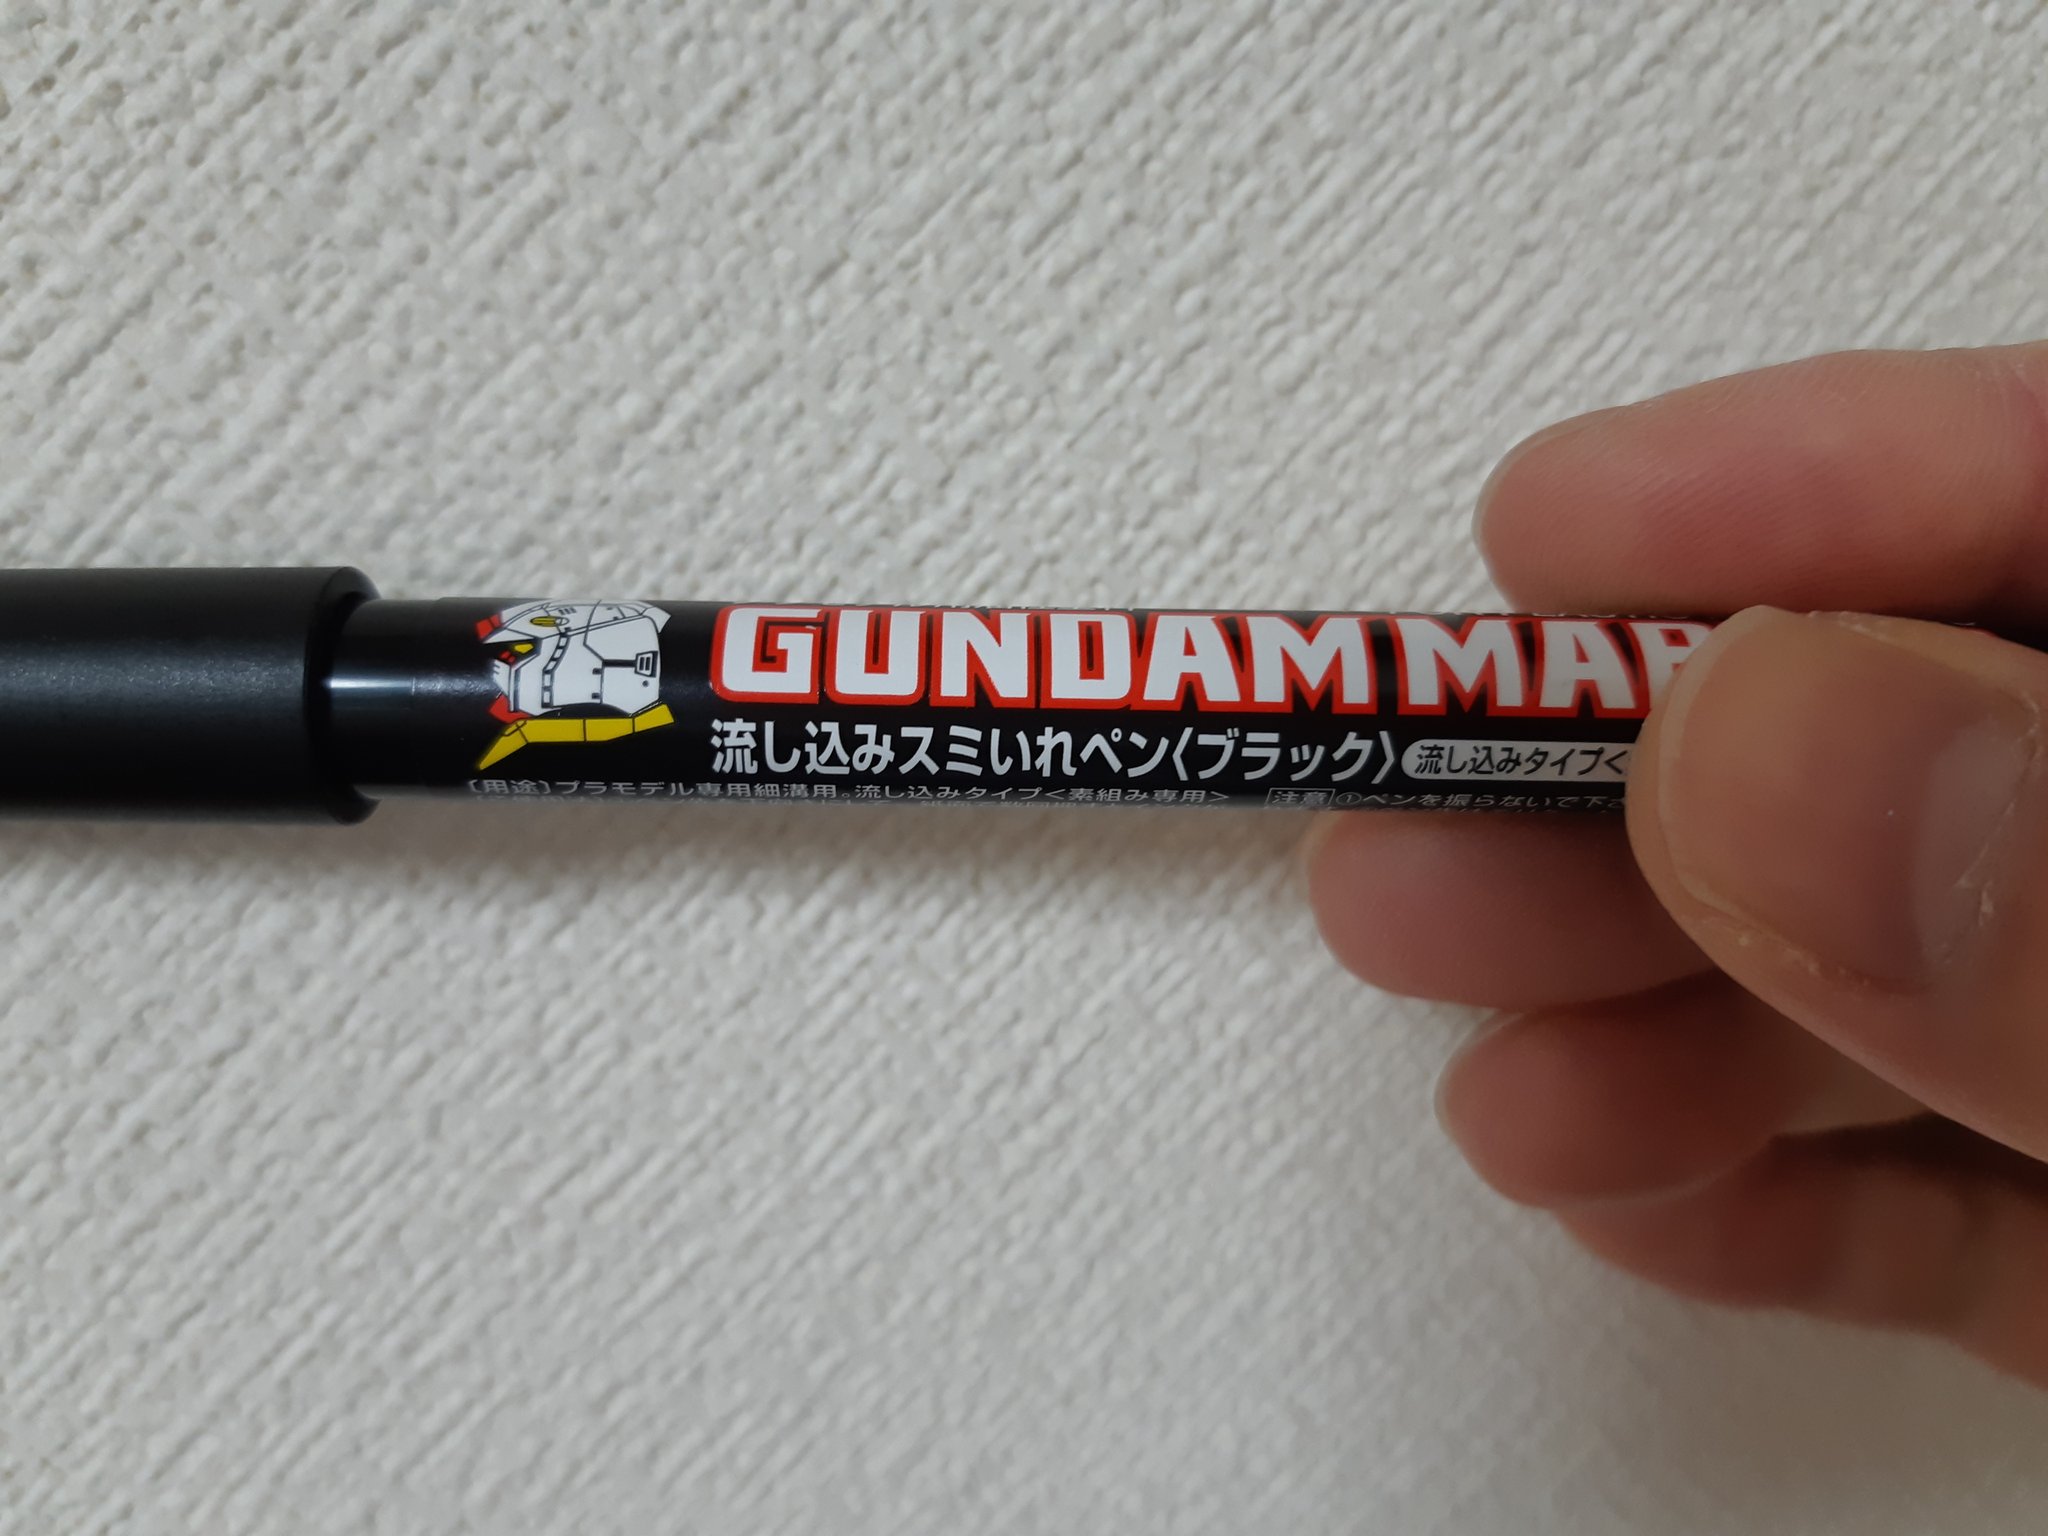 GUNDAM MAR
流し込みスミいれペン〈ブラック〉 流し込みタイプ<
【用途】プラモデル専用細溝用。流し込みタイプ<素組み専用> 注意 ①ペンを振らないで下さ